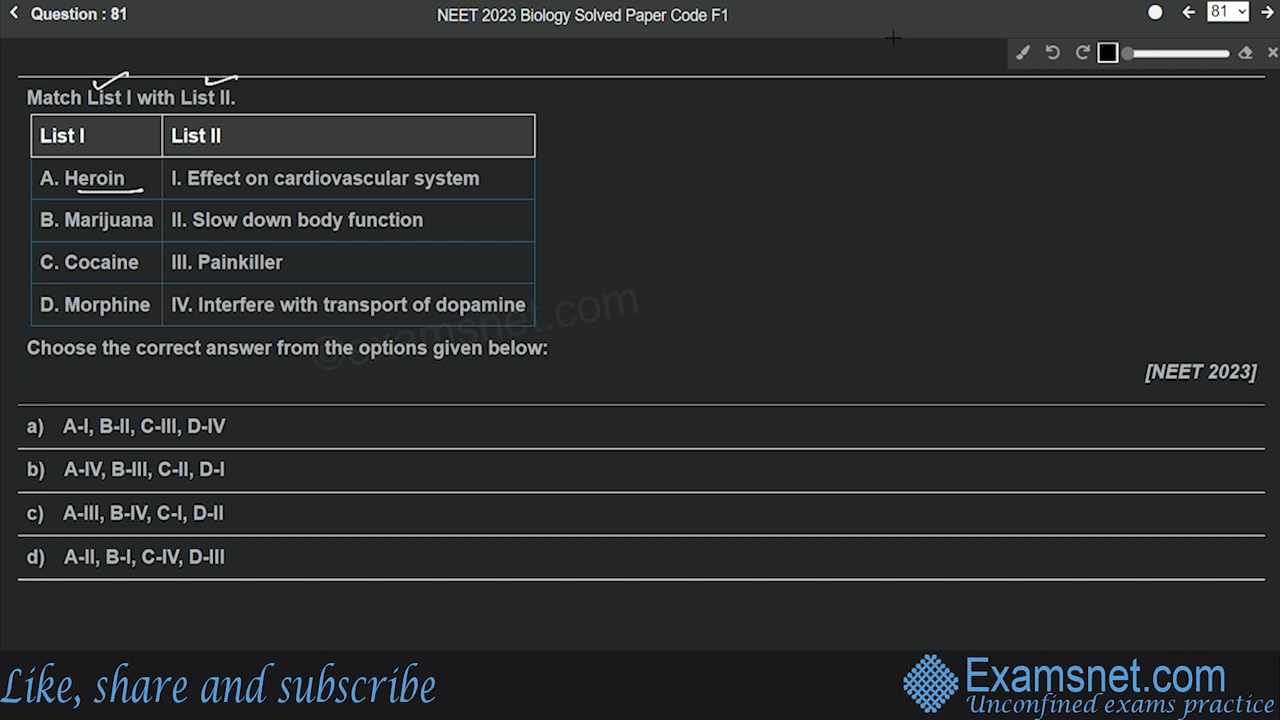 Question : 81
NEET 2023 Biology Solved Paper Code F1
81
Match List I with List II.
List I List II
A. Heroin I. Effect on cardiovascular system
B. Marijuana II. Slow down body function
C. Cocaine III. Painkiller
D. Morphine IV. Interfere with transport of dopamine
©examsnet.com
Choose the correct answer from the options given below:
[NEET 2023]
a) A-I, B-II, C-III, D-IV
b) A-IV, B-III, C-II, D-I
c) A-III, B-IV, C-I, D-II
d) A-II, B-I, C-IV, D-III
Like, share and subscribe
Examsnet.com
Unconfined exams practice